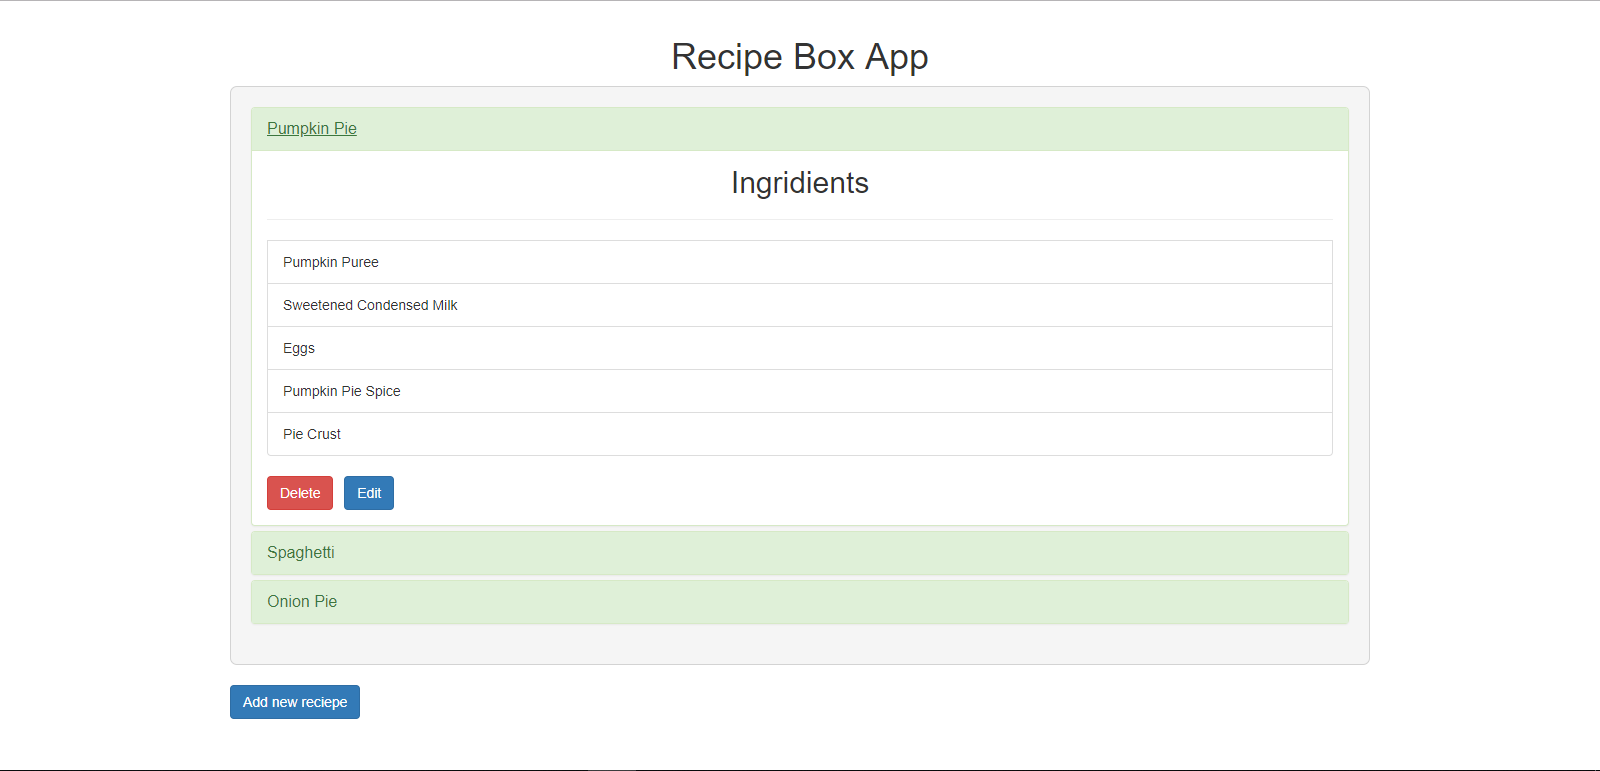 Recipe Box App
Pumpkin Pie
Ingridients
Pumpkin Puree
Sweetened Condensed Milk
Eggs
Pumpkin Pie Spice
Pie Crust
Delete Edit
Spaghetti
Onion Pie
Add new reciepe